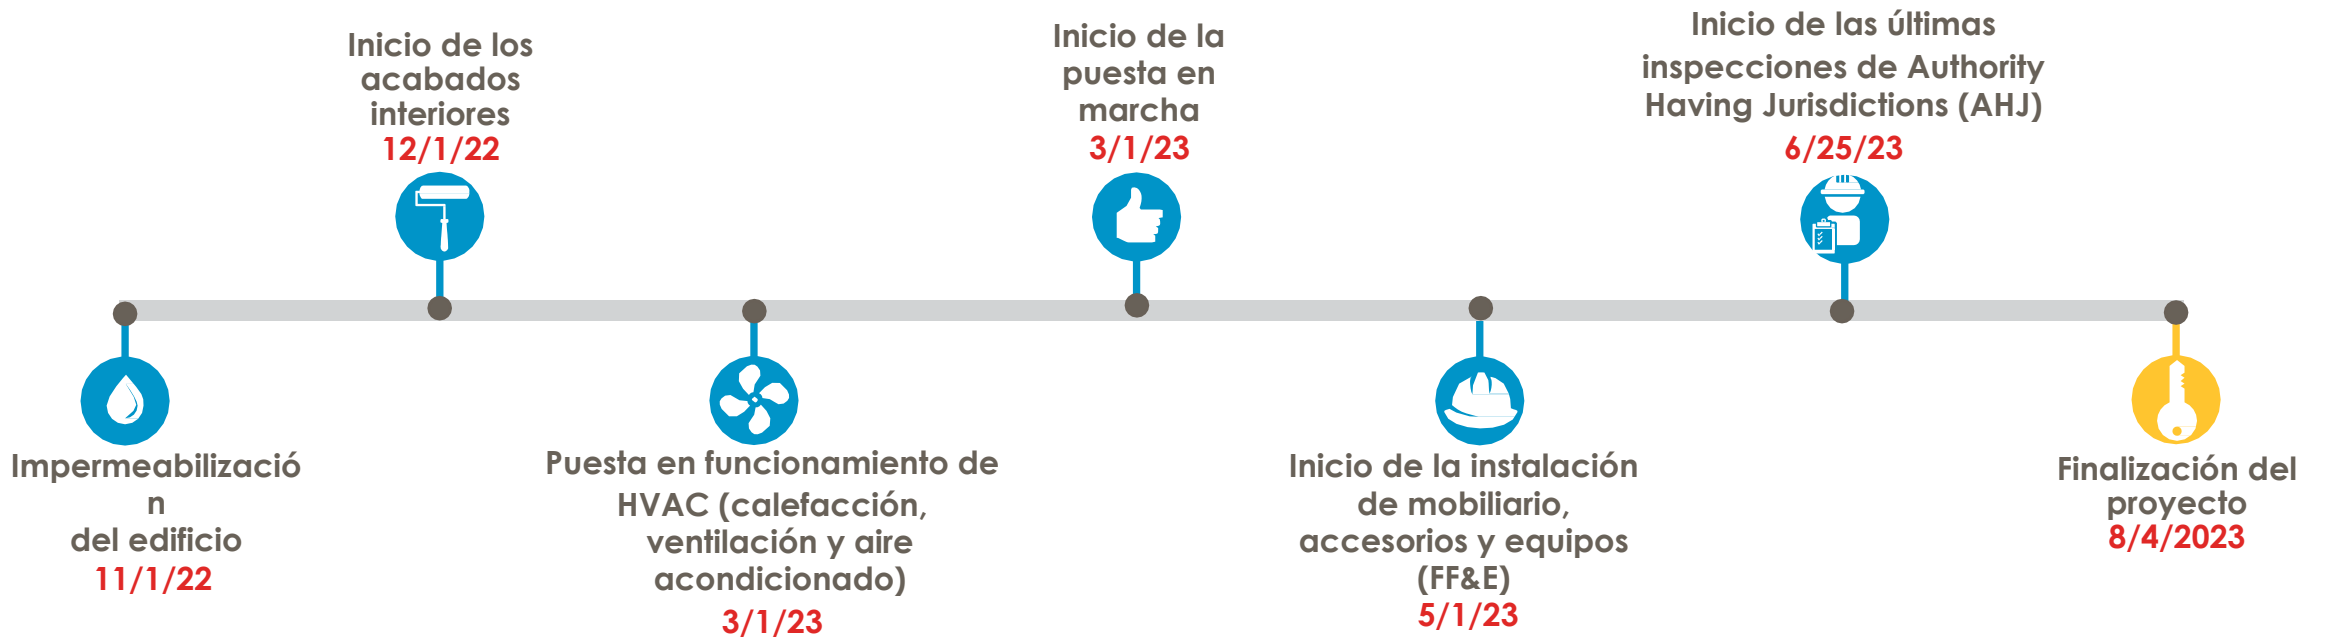 Impermeabilizació
n
del edificio
11/1/22
Inicio de los
acabados
interiores
12/1/22
Puesta en funcionamiento de
HVAC (calefacción,
ventilación y aire
acondicionado)
3/1/23
Inicio de la
puesta en
marcha
3/1/23
Inicio de la instalación
de mobiliario,
accesorios y equipos
(FF&E)
5/1/23
Inicio de las últimas
inspecciones de Authority
Having Jurisdictions (AHJ)
6/25/23
Finalización del
proyecto
8/4/2023